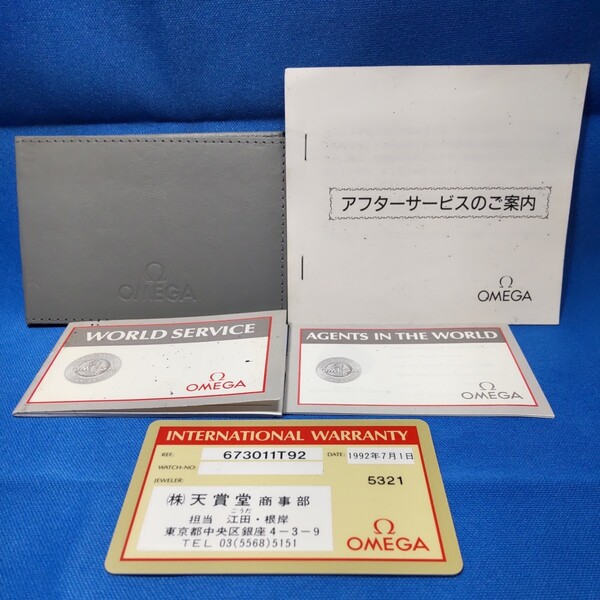 Ω
OMEGA
アフターサービスのご案内
Ω
OMEGA
WORLD SERVICE
Ω
OMEGA
AGENTS IN THE WORLD
Ω
OMEGA
INTERNATIONAL WARRANTY
REF.: 673011T92 DATE: 1992年7月1日
WATCH-NO:
JEWELER: 5321
㈱天賞堂 商事部
こうだ
担当 江田・根岸
東京都中央区銀座4-3-9
TEL 03(5568)5151
Ω
OMEGA